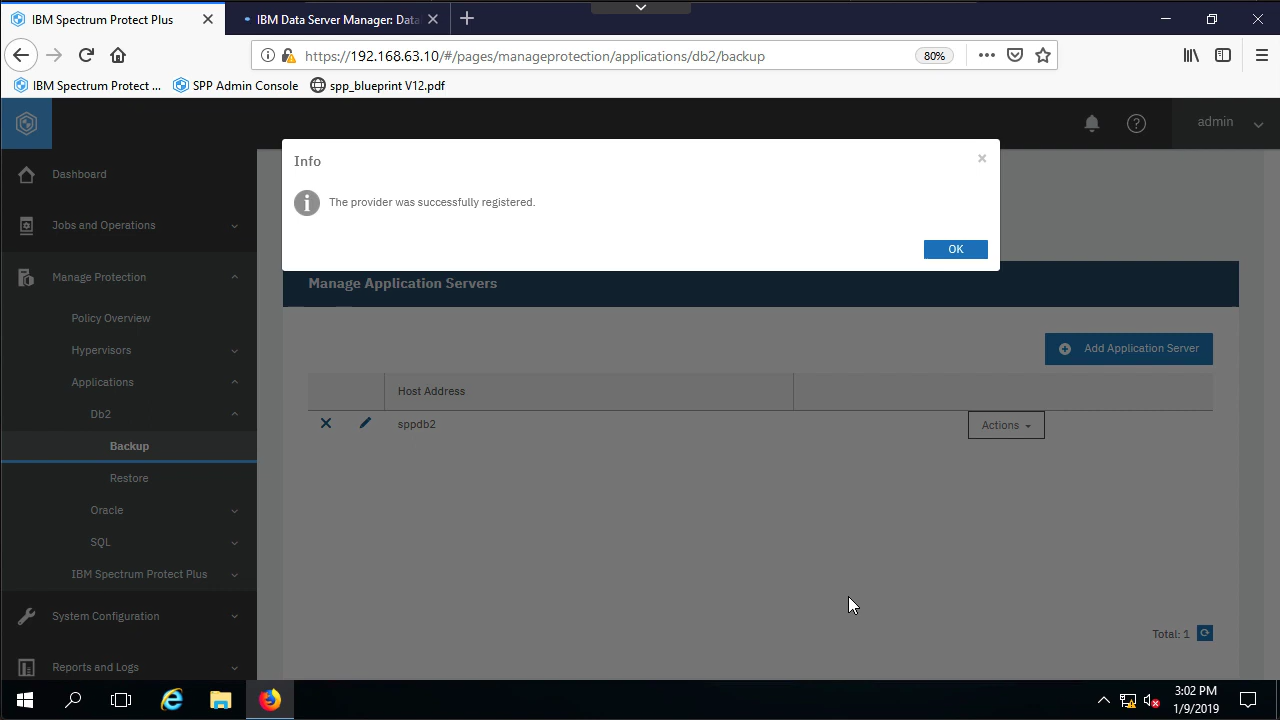 IBM Spectrum Protect Plus
IBM Data Server Manager: Data
https://192.168.63.10/#/pages/manageprotection/applications/db2/backup
80%
IBM Spectrum Protect ...
SPP Admin Console
spp_blueprint V12.pdf
admin
Info
The provider was successfully registered.
OK
Dashboard
Jobs and Operations
Manage Protection
Policy Overview
Hypervisors
Applications
Db2
Backup
Restore
Oracle
SQL
IBM Spectrum Protect Plus
System Configuration
Reports and Logs
Manage Application Servers
Add Application Server
Host Address
sppdb2
Actions
Total: 1
3:02 PM
1/9/2019